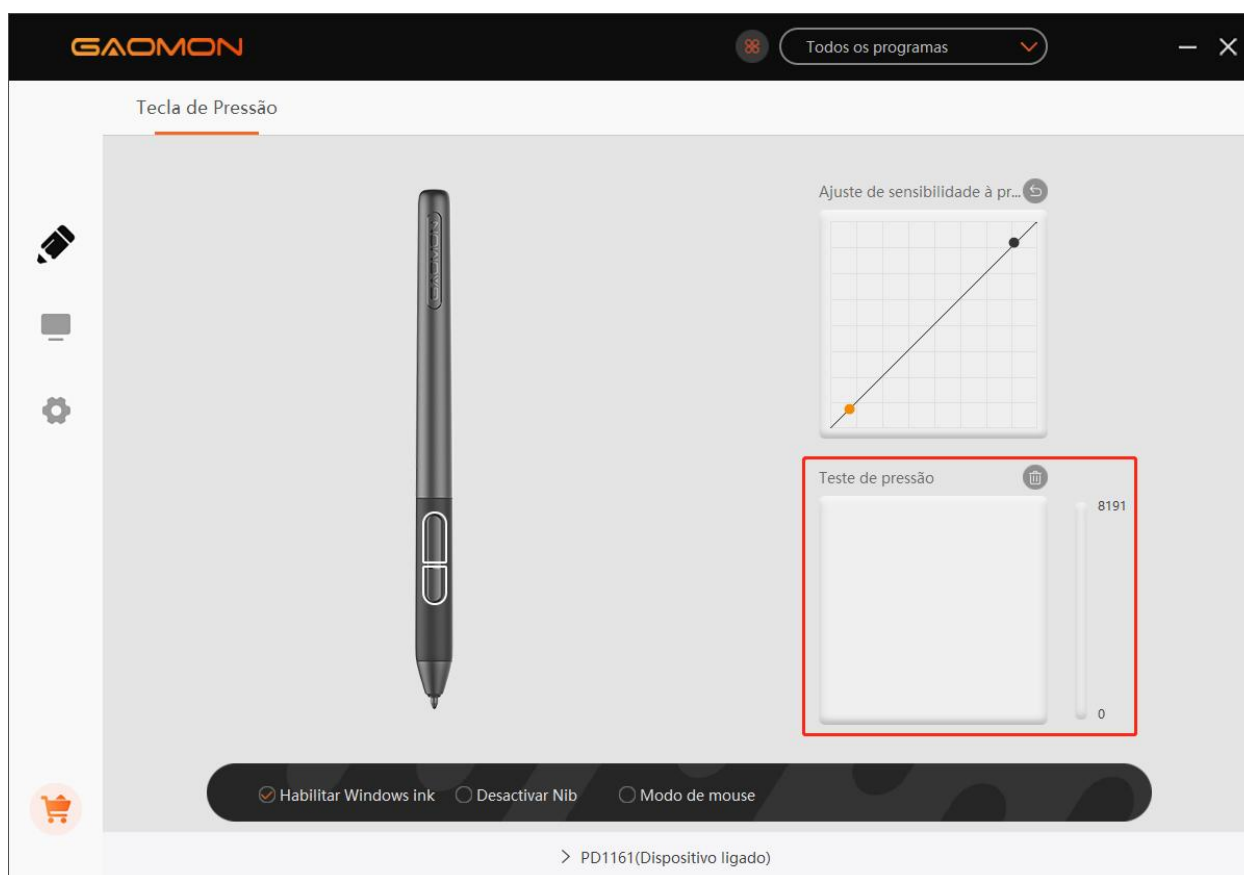 GAOMON
Todos os programas
Tecla de Pressão
GAOMON
Ajuste de sensibilidade à pr...
Teste de pressão
8191
0
Habilitar Windows ink
Desactivar Nib
Modo de mouse
> PD1161(Dispositivo ligado)